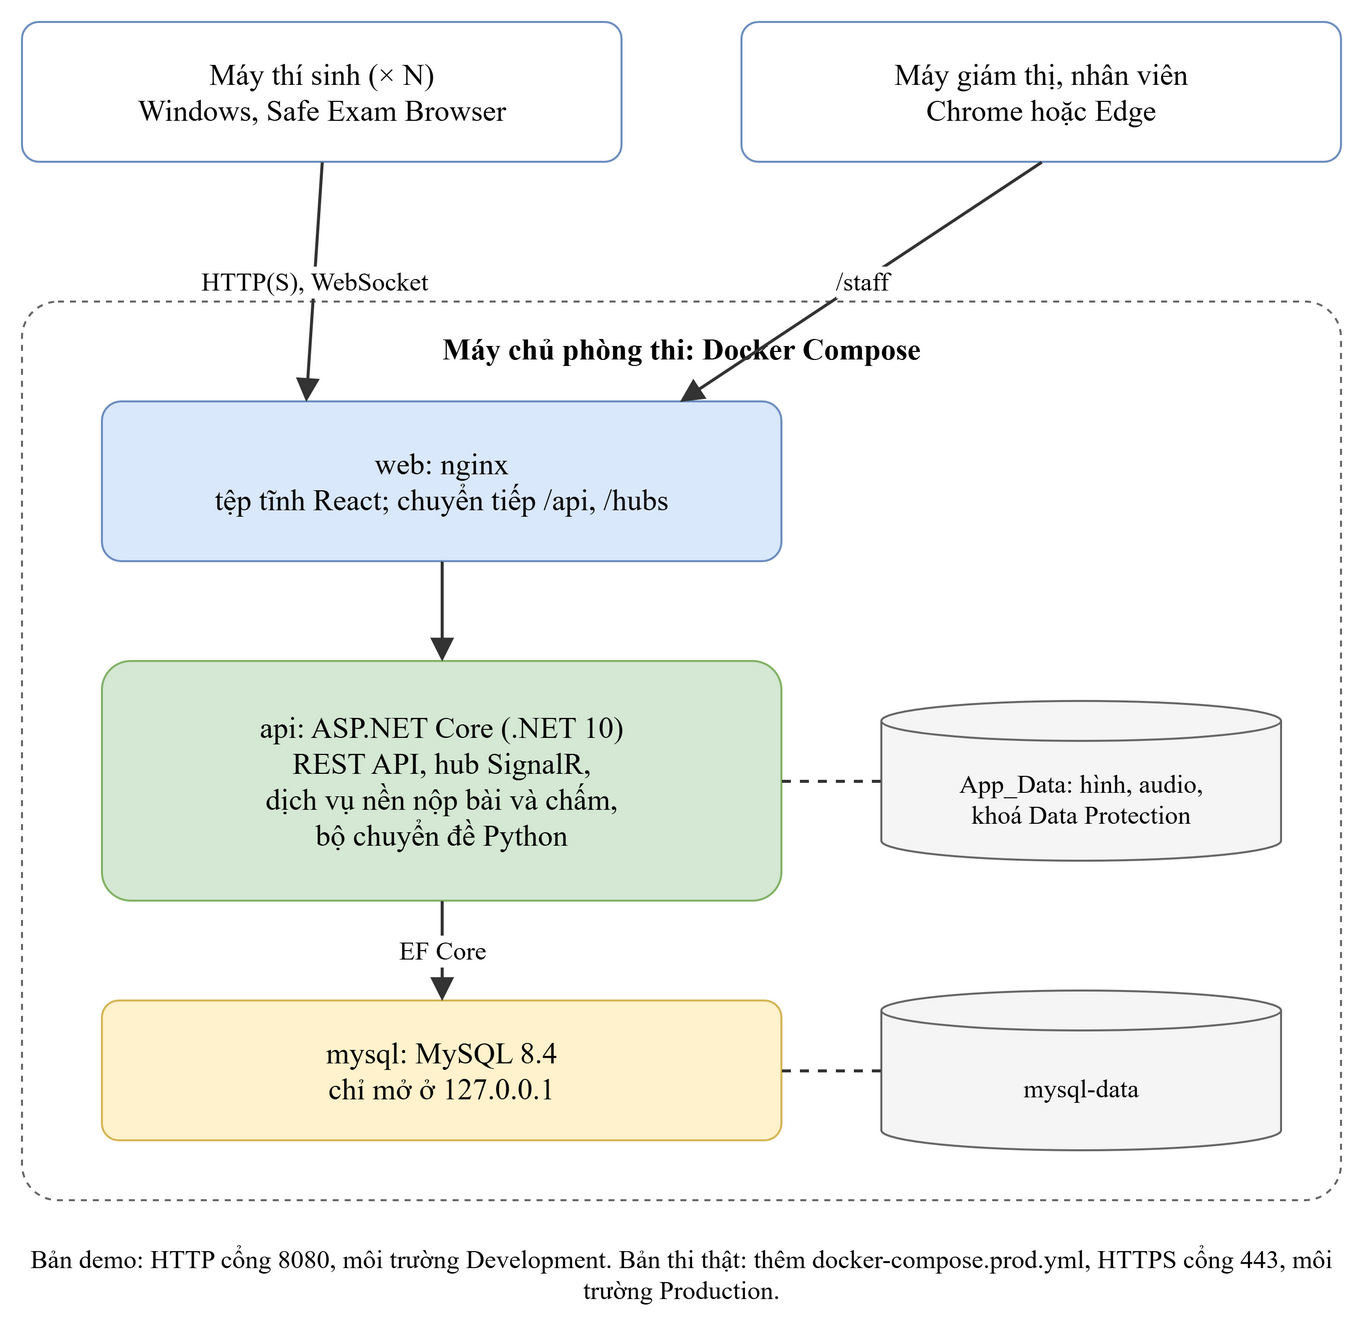 Máy thí sinh (× N)
Windows, Safe Exam Browser
Máy giám thị, nhân viên
Chrome hoặc Edge
HTTP(S), WebSocket
/staff
Máy chủ phòng thi: Docker Compose
web: nginx
tệp tĩnh React; chuyển tiếp /api, /hubs
api: ASP.NET Core (.NET 10)
REST API, hub SignalR,
dịch vụ nền nộp bài và chấm,
bộ chuyển đề Python
App_Data: hình, audio,
khoá Data Protection
EF Core
mysql: MySQL 8.4
chỉ mở ở 127.0.0.1
mysql-data
Bản demo: HTTP cổng 8080, môi trường Development. Bản thi thật: thêm docker-compose.prod.yml, HTTPS cổng 443, môi
trường Production.